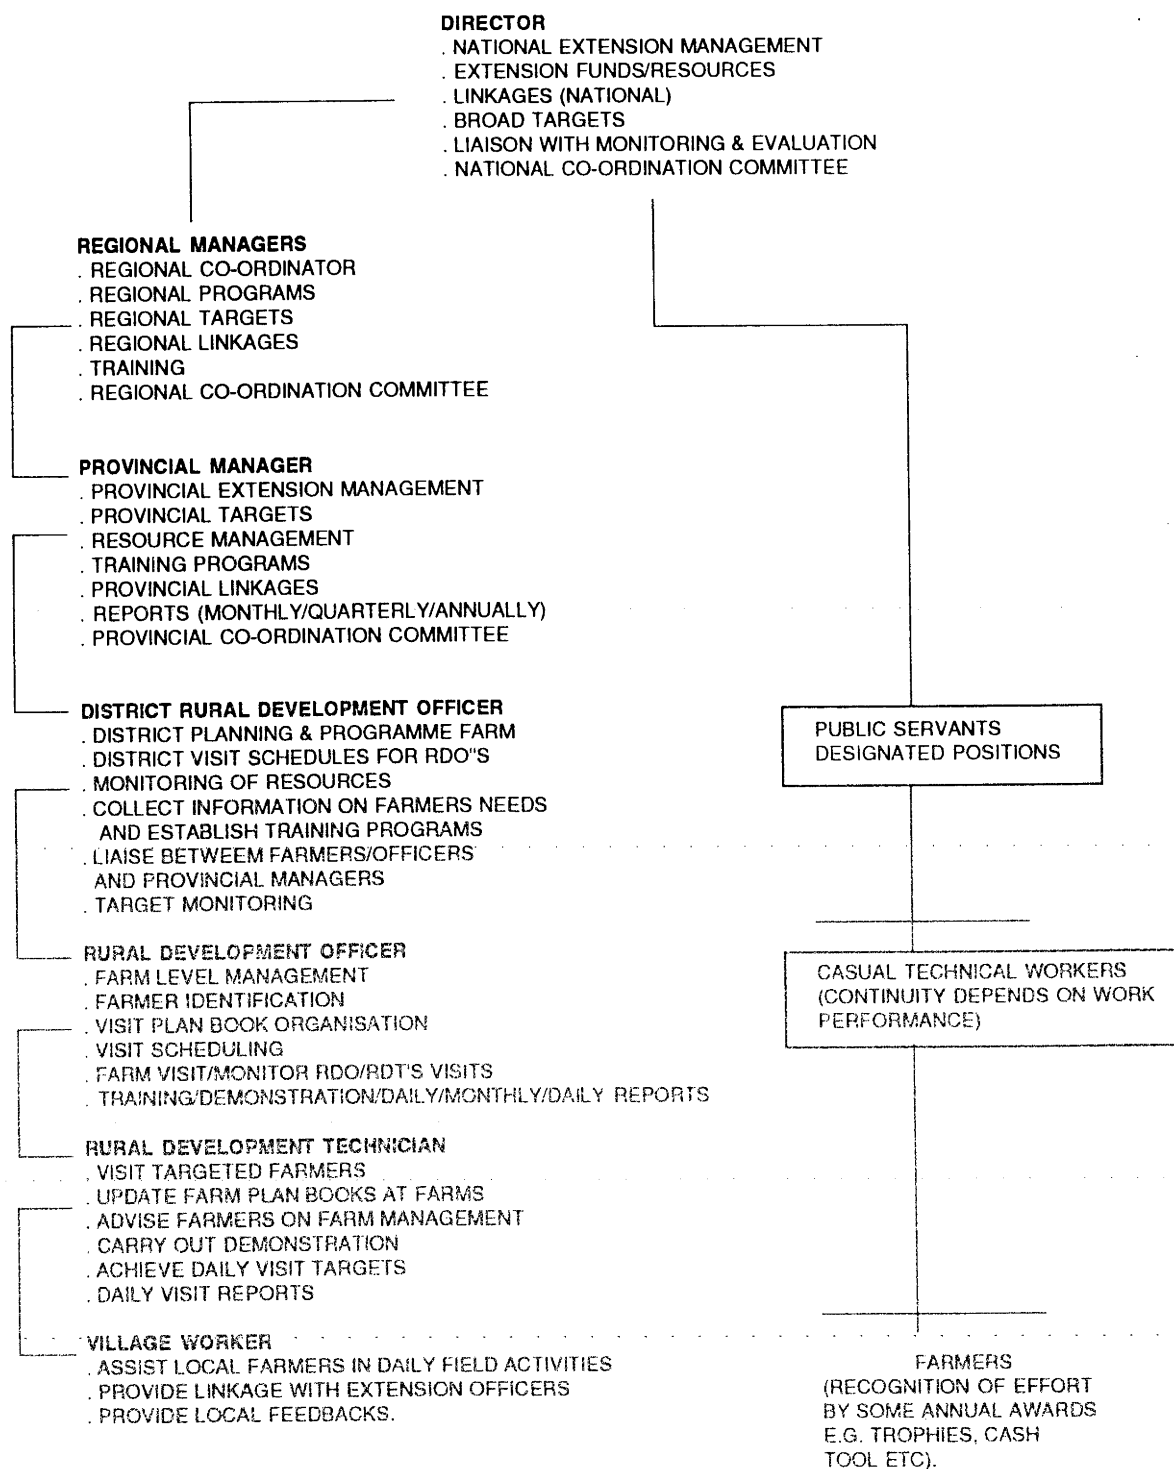 DIRECTOR
. NATIONAL EXTENSION MANAGEMENT
. EXTENSION FUNDS/RESOURCES
. LINKAGES (NATIONAL)
. BROAD TARGETS
. LIAISON WITH MONITORING & EVALUATION
. NATIONAL CO-ORDINATION COMMITTEE
REGIONAL MANAGERS
. REGIONAL CO-ORDINATOR
. REGIONAL PROGRAMS
. REGIONAL TARGETS
. REGIONAL LINKAGES
. TRAINING
. REGIONAL CO-ORDINATION COMMITTEE
PROVINCIAL MANAGER
. PROVINCIAL EXTENSION MANAGEMENT
. PROVINCIAL TARGETS
. RESOURCE MANAGEMENT
. TRAINING PROGRAMS
. PROVINCIAL LINKAGES
. REPORTS (MONTHLY/QUARTERLY/ANNUALLY)
. PROVINCIAL CO-ORDINATION COMMITTEE
DISTRICT RURAL DEVELOPMENT OFFICER
. DISTRICT PLANNING & PROGRAMME FARM
. DISTRICT VISIT SCHEDULES FOR RDO"S
. MONITORING OF RESOURCES
. COLLECT INFORMATION ON FARMERS NEEDS
AND ESTABLISH TRAINING PROGRAMS
. LIAISE BETWEEM FARMERS/OFFICERS
AND PROVINCIAL MANAGERS
. TARGET MONITORING
RURAL DEVELOPMENT OFFICER
. FARM LEVEL MANAGEMENT
. FARMER IDENTIFICATION
. VISIT PLAN BOOK ORGANISATION
. VISIT SCHEDULING
. FARM VISIT/MONITOR RDO/RDT'S VISITS
. TRAINING/DEMONSTRATION/DAILY/MONTHLY/DAILY REPORTS
RURAL DEVELOPMENT TECHNICIAN
. VISIT TARGETED FARMERS
. UPDATE FARM PLAN BOOKS AT FARMS
. ADVISE FARMERS ON FARM MANAGEMENT
. CARRY OUT DEMONSTRATION
. ACHIEVE DAILY VISIT TARGETS
. DAILY VISIT REPORTS
VILLAGE WORKER
. ASSIST LOCAL FARMERS IN DAILY FIELD ACTIVITIES
. PROVIDE LINKAGE WITH EXTENSION OFFICERS
. PROVIDE LOCAL FEEDBACKS.
PUBLIC SERVANTS
DESIGNATED POSITIONS
CASUAL TECHNICAL WORKERS
(CONTINUITY DEPENDS ON WORK
PERFORMANCE)
FARMERS
(RECOGNITION OF EFFORT
BY SOME ANNUAL AWARDS
E.G. TROPHIES, CASH
TOOL ETC).